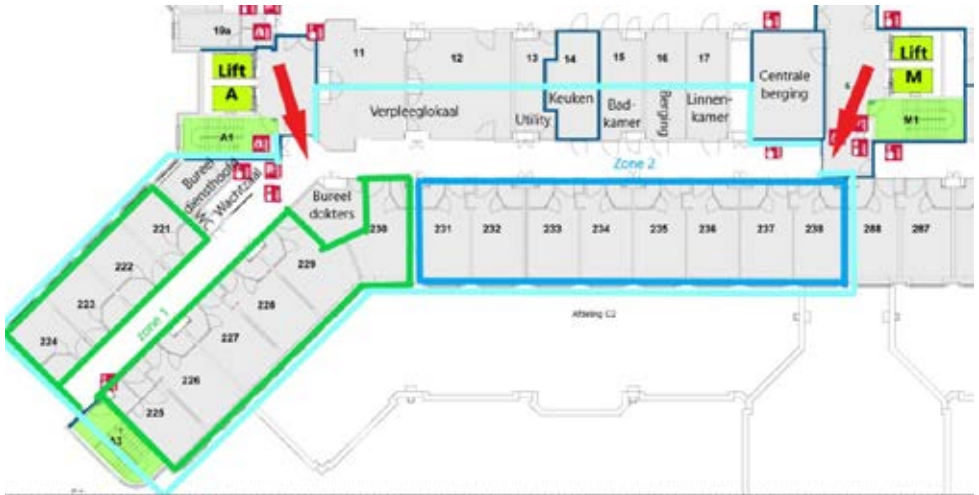 19a
Lift
A
A1
11
12
13
14
15
16
17
Verpleeglokaal
Utility
Keuken
Bad-
kamer
Berging
Linnen-
kamer
Centrale
berging
Lift
M
M1
Zone 2
Bureel
diensthoofd
Wachtzaal
Bureel
dokters
221
222
223
224
zone 1
225
226
227
228
229
230
231
232
233
234
235
236
237
238
288
287
Afdeling C2
A3